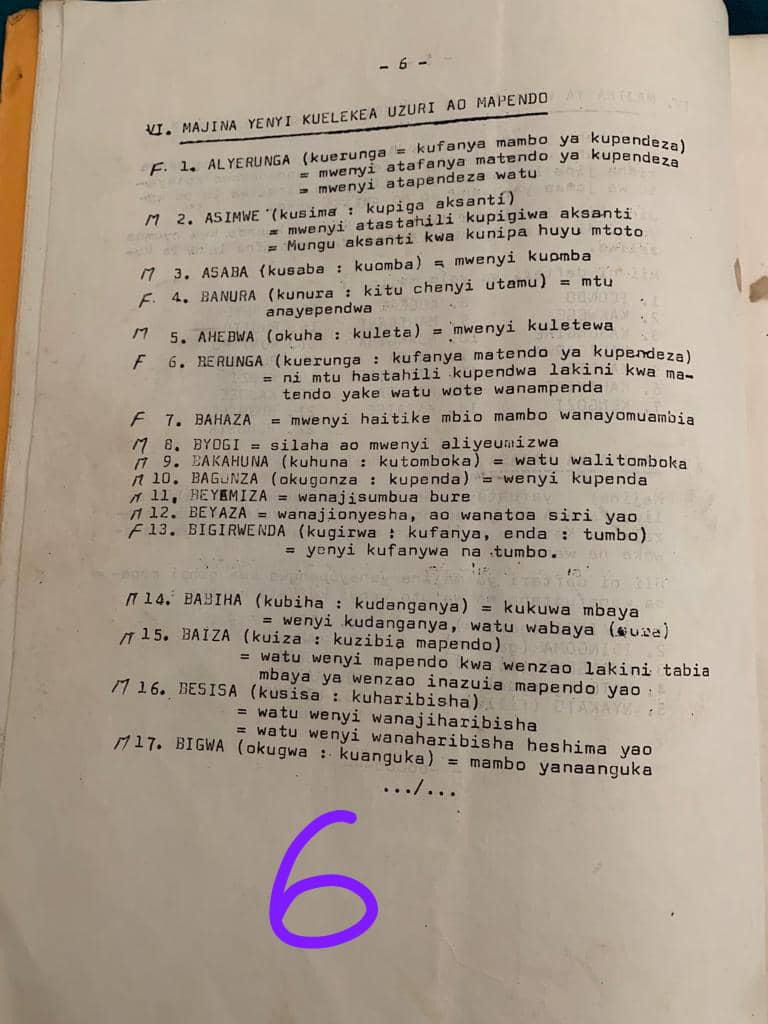 - 6 -
VI. MAJINA YENYI KUELEKEA UZURI AO MAPENDO
F. 1. ALYERUNGA (kuerunga = kufanya mambo ya kupendeza)
= mwenyi atafanya matendo ya kupendeza
= mwenyi atapendeza watu
M 2. ASIMWE (kusima : kupiga aksanti)
= mwenyi atastahili kupigiwa aksanti
= Mungu aksanti kwa kunipa huyu mtoto
M 3. ASABA (kusaba : kuomba) = mwenyi kuomba
F. 4. BANURA (kunura : kitu chenyi utamu) = mtu
anayependwa
M 5. AHEBWA (okuha : kuleta) = mwenyi kuletewa
F 6. BERUNGA (kuerunga : kufanya matendo ya kupendeza)
= ni mtu hastahili kupendwa lakini kwa ma-
tendo yake watu wote wanampenda
F 7. BAHAZA = mwenyi haitike mbio mambo wanayomuambia
M 8. BYOGI = silaha ao mwenyi aliyeumizwa
M 9. BAKAHUNA (kuhuna : kutomboka) = watu walitomboka
M 10. BAGUNZA (okugonza : kupenda) = wenyi kupenda
M 11. BEYEMIZA = wanajisumbua bure
M 12. BEYAZA = wanajionyesha, ao wanatoa siri yao
F 13. BIGIRWENDA (kugirwa : kufanya, enda : tumbo)
= yenyi kufanywa na tumbo.
M 14. BABIHA (kubiha : kudanganya) = kukuwa mbaya
= wenyi kudanganya, watu wabaya
M 15. BAIZA (kuiza : kuzibia mapendo)
= watu wenyi mapendo kwa wenzao lakini tabia
mbaya ya wenzao inazuia mapendo yao
M 16. BESISA (kusisa : kuharibisha)
= watu wenyi wanajiharibisha
= watu wenyi wanaharibisha heshima yao
M 17. BIGWA (okugwa : kuanguka) = mambo yanaanguka
.../...
6